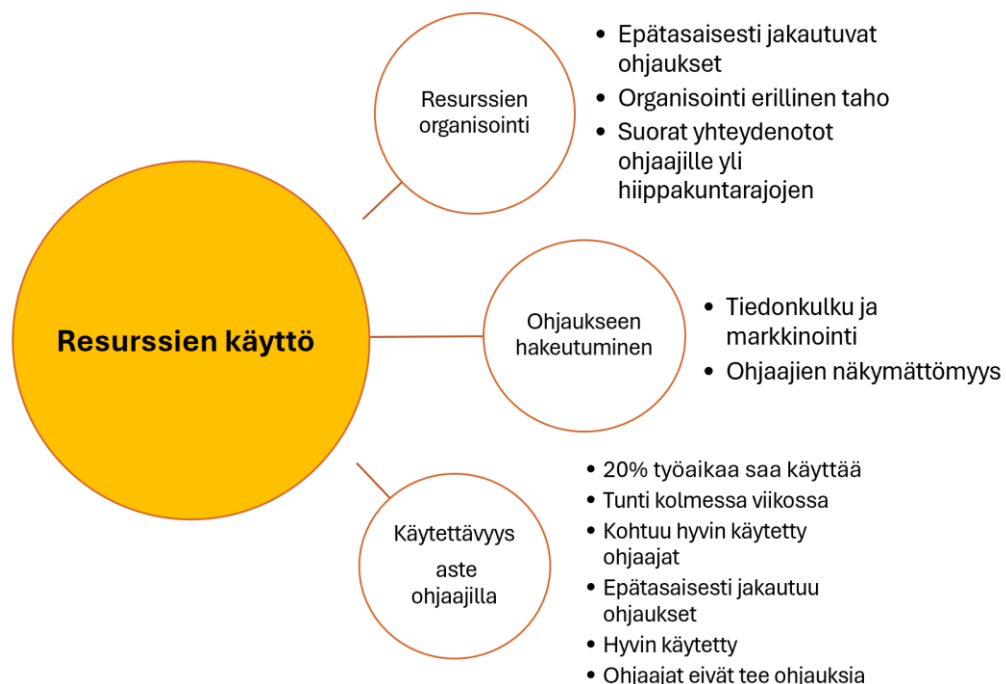 Resurssien käyttö
Resurssien
organisointi
• Epätasaisesti jakautuvat
ohjaukset
• Organisointi erillinen taho
• Suorat yhteydenotot
ohjaajille yli
hiippakuntarajojen
Ohjaukseen
hakeutuminen
• Tiedonkulku ja
markkinointi
• Ohjaajien näkymättömyys
Käytettävyys
aste
ohjaajilla
• 20% työaikaa saa käyttää
• Tunti kolmessa viikossa
• Kohtuu hyvin käytetty
ohjaajat
• Epätasaisesti jakautuu
ohjaukset
• Hyvin käytetty
• Ohjaajat eivät tee ohjauksia